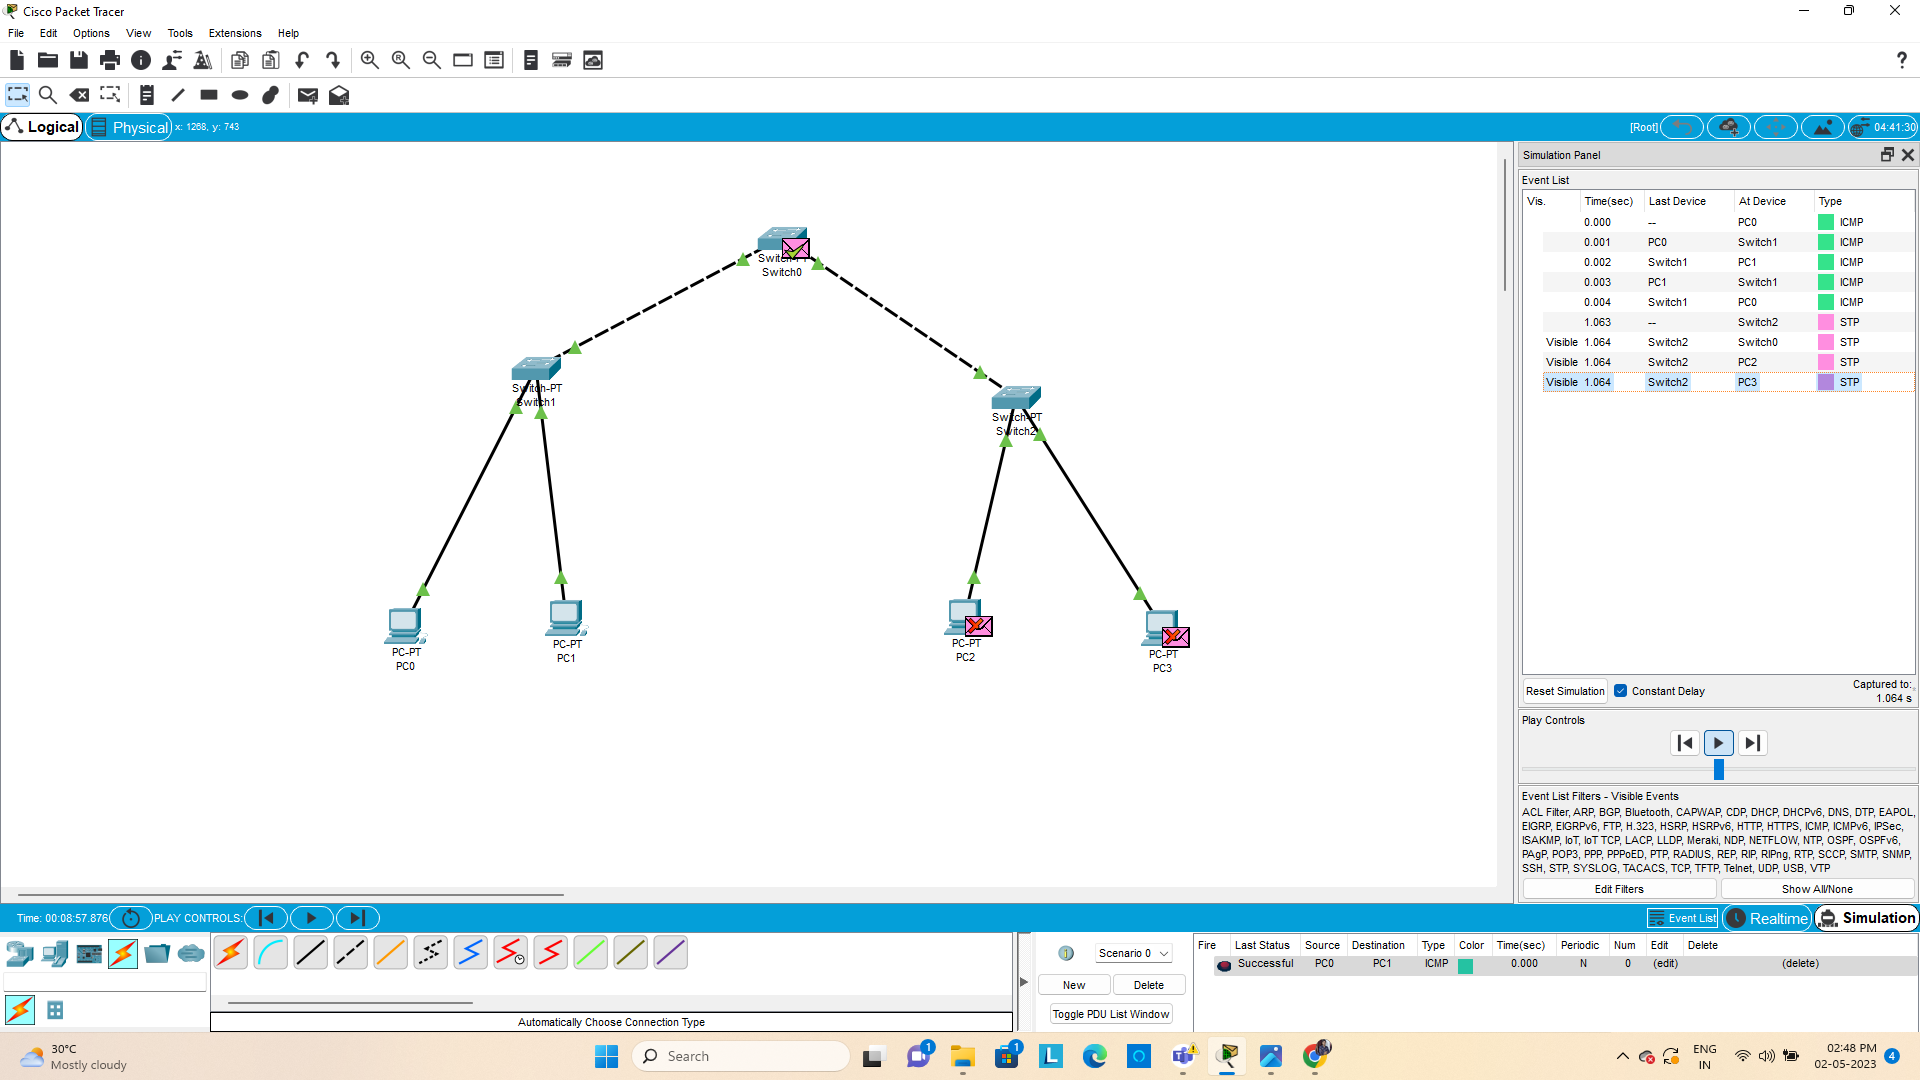 Cisco Packet Tracer
File Edit Options View Tools Extensions Help
Logical Physical x: 1268, y: 743
[Root] 04:41:30
Switch-PT
Switch0
Switch-PT
Switch1
Switch-PT
Switch2
PC-PT
PC0
PC-PT
PC1
PC-PT
PC2
PC-PT
PC3
Simulation Panel
Event List
Vis. Time(sec) Last Device At Device Type
0.000 -- PC0 ICMP
0.001 PC0 Switch1 ICMP
0.002 Switch1 PC1 ICMP
0.003 PC1 Switch1 ICMP
0.004 Switch1 PC0 ICMP
1.063 -- Switch2 STP
Visible 1.064 Switch2 Switch0 STP
Visible 1.064 Switch2 PC2 STP
Visible 1.064 Switch2 PC3 STP
Reset Simulation Constant Delay Captured to:
1.064 s
Play Controls
Event List Filters - Visible Events
ACL Filter, ARP, BGP, Bluetooth, CAPWAP, CDP, DHCP, DHCPv6, DNS, DTP, EAPOL,
EIGRP, EIGRPv6, FTP, H.323, HSRP, HSRPv6, HTTP, HTTPS, ICMP, ICMPv6, IPSec,
ISAKMP, IoT, IoT TCP, LACP, LLDP, Meraki, NDP, NETFLOW, NTP, OSPF, OSPFv6,
PAgP, POP3, PPP, PPPoED, PTP, RADIUS, REP, RIP, RIPng, RTP, SCCP, SMTP, SNMP,
SSH, STP, SYSLOG, TACACS, TCP, TFTP, Telnet, UDP, USB, VTP
Edit Filters Show All/None
Time: 00:08:57.876 PLAY CONTROLS:
Event List Realtime Simulation
Automatically Choose Connection Type
Scenario 0
New Delete
Toggle PDU List Window
Fire Last Status Source Destination Type Color Time(sec) Periodic Num Edit Delete
Successful PC0 PC1 ICMP 0.000 N 0 (edit) (delete)
30°C
Mostly cloudy
Search
1
1
ENG
IN
02:48 PM
02-05-2023
4